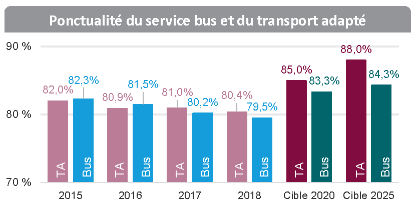 Ponctualité du service bus et du transport adapté
90 %
80 %
70 %
82,0% 82,3% 80,9% 81,5% 81,0% 80,2% 80,4% 79,5% 85,0% 83,3% 88,0% 84,3%
TA Bus TA Bus TA Bus TA Bus TA Bus TA Bus
2015 2016 2017 2018 Cible 2020 Cible 2025